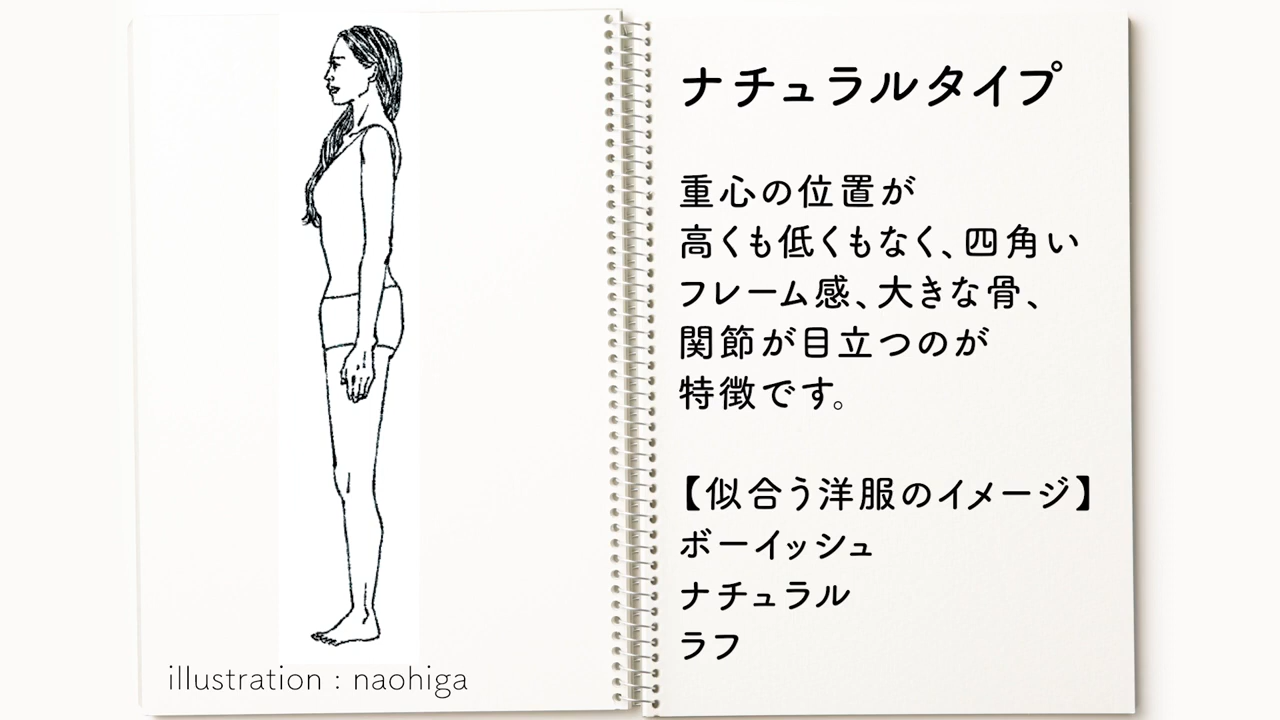 ナチュラルタイプ
重心の位置が
高くも低くもなく、四角い
フレーム感、大きな骨、
関節が目立つのが
特徴です。
【似合う洋服のイメージ】
ボーイッシュ
ナチュラル
ラフ
illustration : naohiga